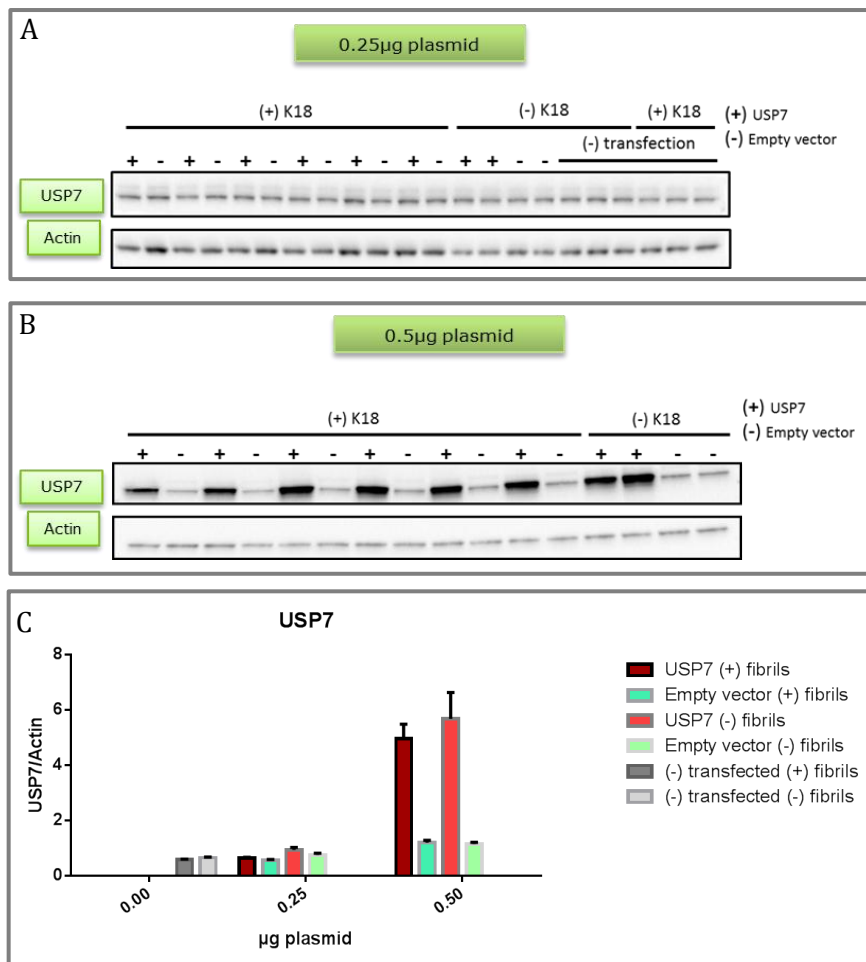 A
0.25µg plasmid
(+) K18 (-) K18 (+) K18 (+) USP7
(-) transfection (-) Empty vector
+ - + - + - + - + - + - + + - -
USP7
Actin
B
0.5µg plasmid
(+) K18 (-) K18 (+) USP7
(-) Empty vector
+ - + - + - + - + - + - + + - -
USP7
Actin
C
USP7
USP7/Actin
8
6
4
2
0
0.00 0.25 0.50
µg plasmid
USP7 (+) fibrils
Empty vector (+) fibrils
USP7 (-) fibrils
Empty vector (-) fibrils
(-) transfected (+) fibrils
(-) transfected (-) fibrils